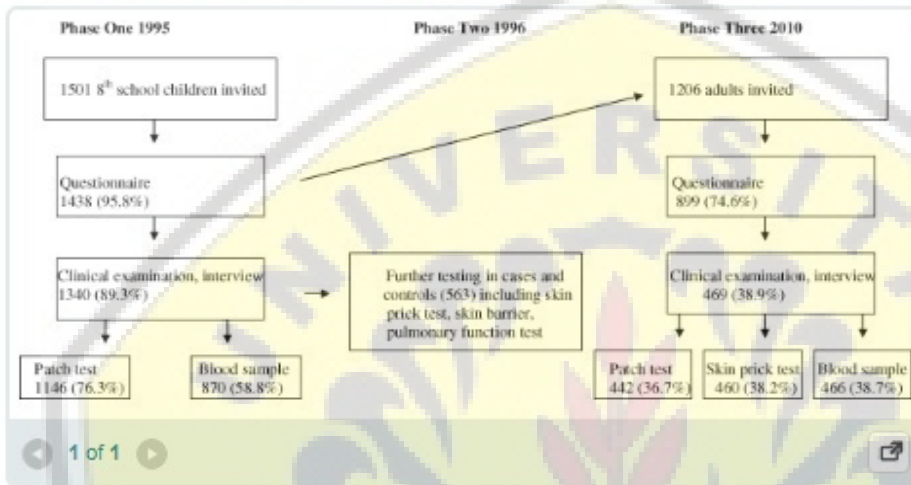 Phase One 1995
Phase Two 1996
Phase Three 2010
1501 8th school children invited
1206 adults invited
Questionnaire
1438 (95.8%)
Questionnaire
899 (74.6%)
Clinical examination, interview
1340 (89.3%)
Further testing in cases and
controls (563) including skin
prick test, skin barrier,
pulmonary function test
Clinical examination, interview
469 (38.9%)
Patch test
1146 (76.3%)
Blood sample
870 (58.8%)
Patch test
442 (36.7%)
Skin prick test
460 (38.2%)
Blood sample
466 (38.7%)
UNIVERSIT
1 of 1